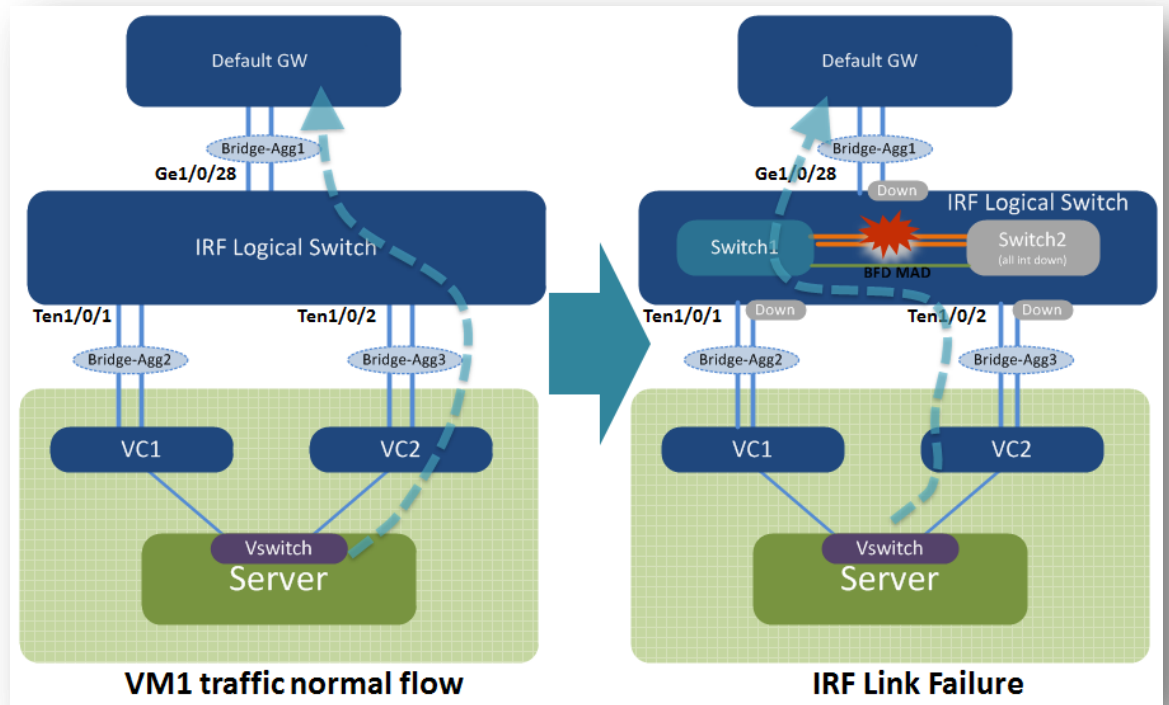 Default GW
Bridge-Agg1
Ge1/0/28
IRF Logical Switch
Ten1/0/1
Ten1/0/2
Bridge-Agg2
Bridge-Agg3
VC1
VC2
Vswitch
Server
VM1 traffic normal flow
Default GW
Bridge-Agg1
Ge1/0/28
Down
IRF Logical Switch
Switch1
Switch2
(all int down)
BFD MAD
Ten1/0/1
Down
Ten1/0/2
Down
Bridge-Agg2
Bridge-Agg3
VC1
VC2
Vswitch
Server
IRF Link Failure